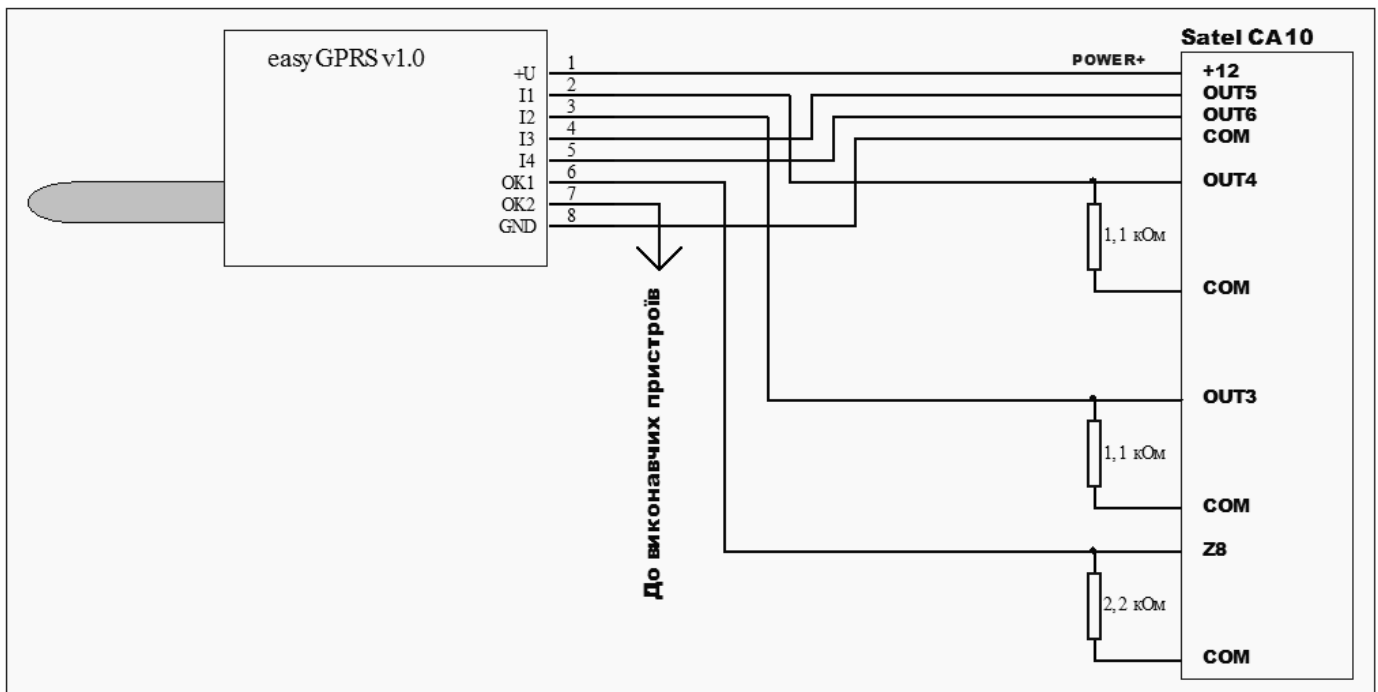 Satel CA10
easy GPRS v1.0
POWER+
+U 1
+12
I1 2
OUT5
I2 3
OUT6
I3 4
COM
I4 5
OK1 6
OUT4
OK2 7
GND 8
1,1 кОм
COM
До виконавчих пристроїв
OUT3
1,1 кОм
COM
Z8
2,2 кОм
COM